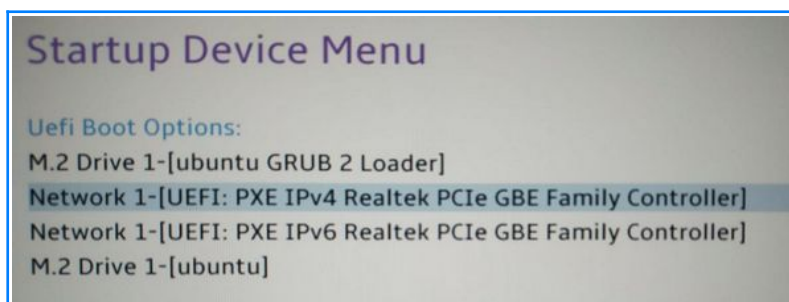 Startup Device Menu
Uefi Boot Options:
M.2 Drive 1-[ubuntu GRUB 2 Loader]
Network 1-[UEFI: PXE IPv4 Realtek PCIe GBE Family Controller]
Network 1-[UEFI: PXE IPv6 Realtek PCIe GBE Family Controller]
M.2 Drive 1-[ubuntu]